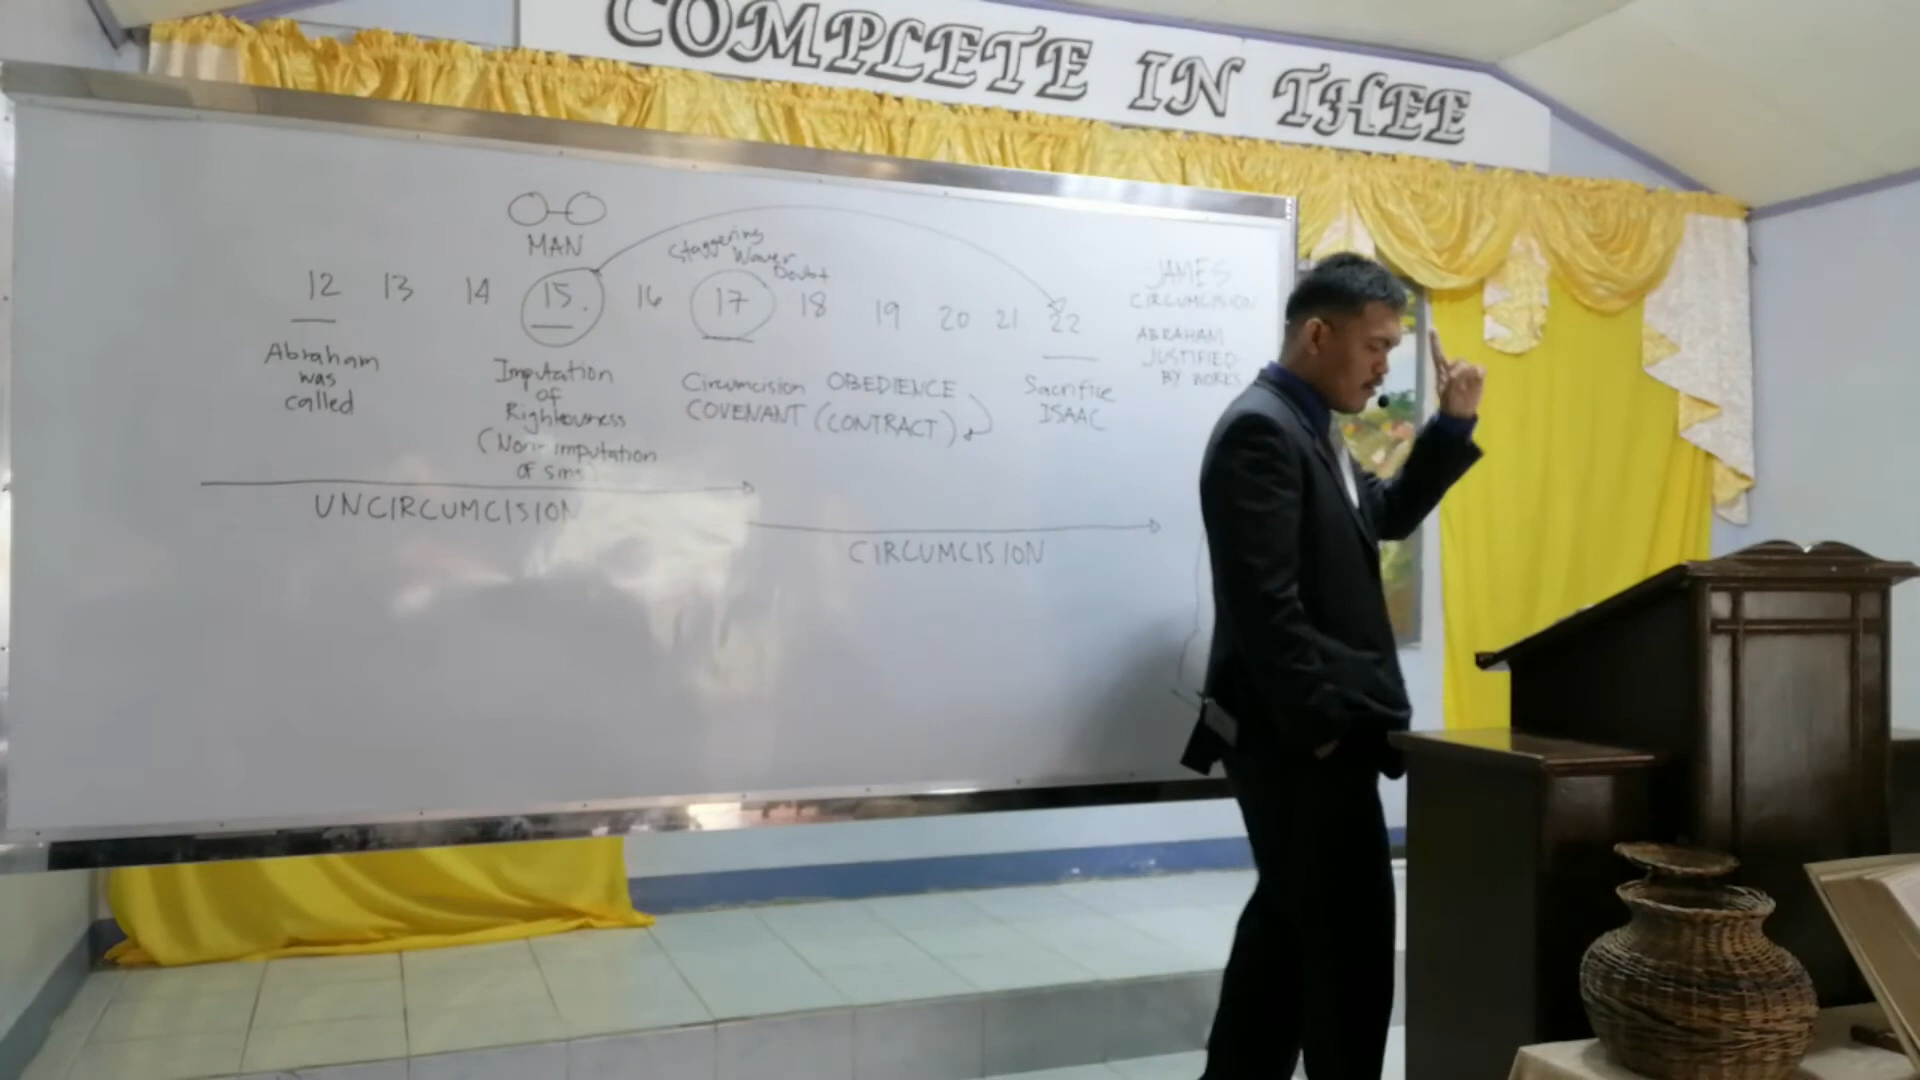 COMPLETE IN THEE
MAN
Staggering
Waver
Doubt
12 13 14 15. 16 17 18 19 20 21 22
Abraham
was
called
Imputation
of
Righteousness
(Non-imputation
of sins)
Circumcision OBEDIENCE
COVENANT (CONTRACT)
Sacrifice
ISAAC
JAMES
CIRCUMCISION
ABRAHAM
JUSTIFIED
BY WORKS
UNCIRCUMCISION
CIRCUMCISION